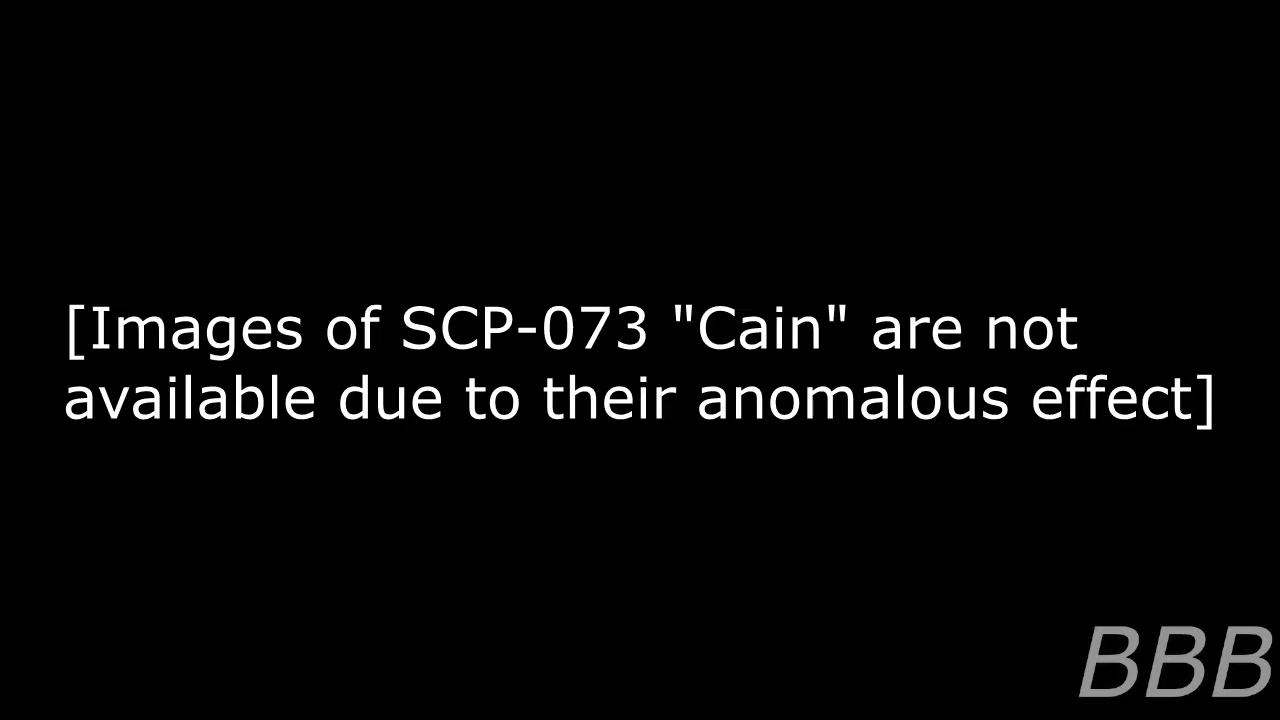 [Images of SCP-073 "Cain" are not
available due to their anomalous effect]
BBB